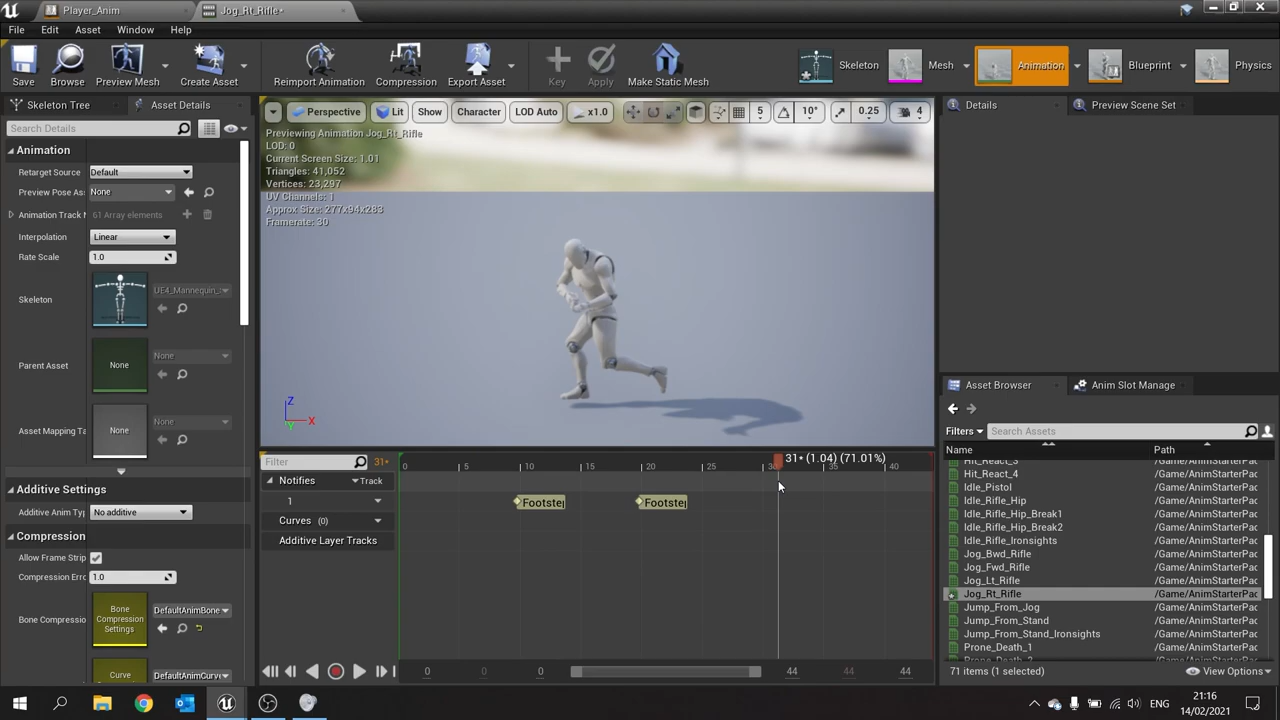 Player_Anim
Jog_Rt_Rifle*
File Edit Asset Window Help
Save Browse Preview Mesh Create Asset Reimport Animation Compression Export Asset Key Apply Make Static Mesh Skeleton Mesh Animation Blueprint Physics
Skeleton Tree Asset Details
Search Details
Animation
Retarget Source Default
Preview Pose Ass None
Animation Track N 61 Array elements
Interpolation Linear
Rate Scale 1.0
Skeleton UE4_Mannequin_
Parent Asset None None
Asset Mapping Ta None None
Additive Settings
Additive Anim Typ No additive
Compression
Allow Frame Strip
Compression Erro 1.0
Bone Compression Bone Compression Settings DefaultAnimBone
Curve DefaultAnimCurve
Perspective Lit Show Character LOD Auto x1.0 5 10° 0.25 4
Previewing Animation Jog_Rt_Rifle
LOD: 0
Current Screen Size: 1.01
Triangles: 41,052
Vertices: 23,297
UV Channels: 1
Approx Size: 277x94x283
Framerate: 30
Z
X
Y
Filter 31*
0 5 10 15 20 25 30 35 40
31* (1.04) (71.01%)
Notifies Track
1 Footste Footste
Curves (0)
Additive Layer Tracks
0 0 0 44 44 44
Details Preview Scene Set
Asset Browser Anim Slot Manage
Filters Search Assets
Name Path
Hit_React_3 /Game/AnimStarterPac
Hit_React_4 /Game/AnimStarterPac
Idle_Pistol /Game/AnimStarterPac
Idle_Rifle_Hip /Game/AnimStarterPac
Idle_Rifle_Hip_Break1 /Game/AnimStarterPac
Idle_Rifle_Hip_Break2 /Game/AnimStarterPac
Idle_Rifle_Ironsights /Game/AnimStarterPac
Jog_Bwd_Rifle /Game/AnimStarterPac
Jog_Fwd_Rifle /Game/AnimStarterPac
Jog_Lt_Rifle /Game/AnimStarterPac
Jog_Rt_Rifle /Game/AnimStarterPac
Jump_From_Jog /Game/AnimStarterPac
Jump_From_Stand /Game/AnimStarterPac
Jump_From_Stand_Ironsights /Game/AnimStarterPac
Prone_Death_1 /Game/AnimStarterPac
Prone_Death_2 /Game/AnimStarterPac
71 items (1 selected) View Options
ENG
21:16
14/02/2021